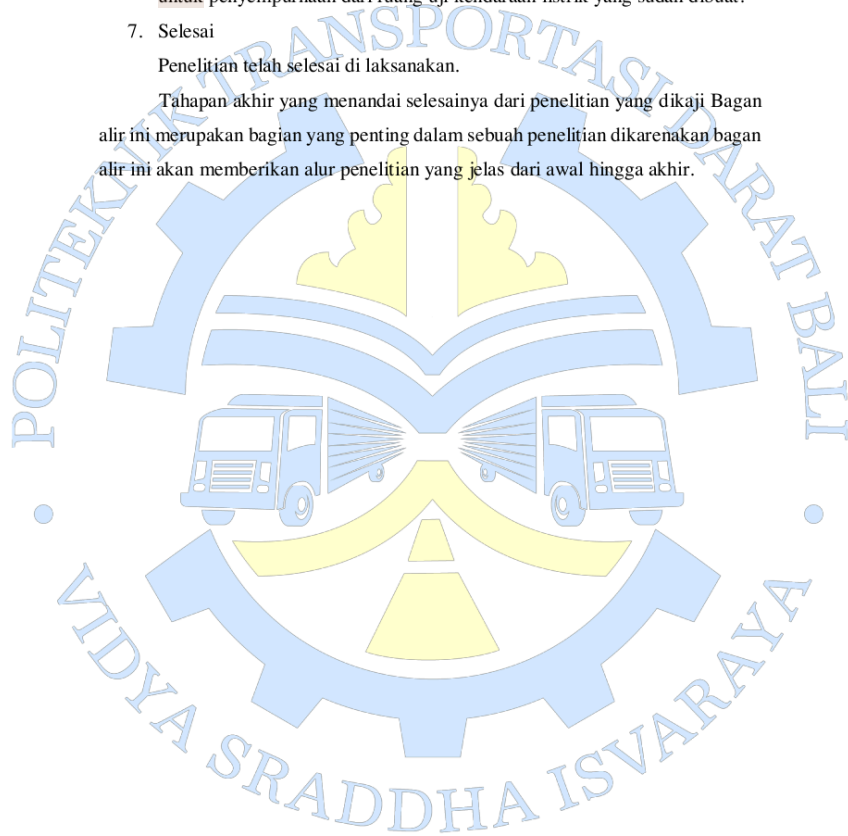 untuk penyempurnaan dari ruang uji kendaraan listrik yang sudah dibuat.
7. Selesai
Penelitian telah selesai di laksanakan.
Tahapan akhir yang menandai selesainya dari penelitian yang dikaji Bagan
alir ini merupakan bagian yang penting dalam sebuah penelitian dikarenakan bagan
alir ini akan memberikan alur penelitian yang jelas dari awal hingga akhir.
POLITEKNIK TRANSPORTASI DARAT BALI
VIDYA SRADDHA ISVARAYA